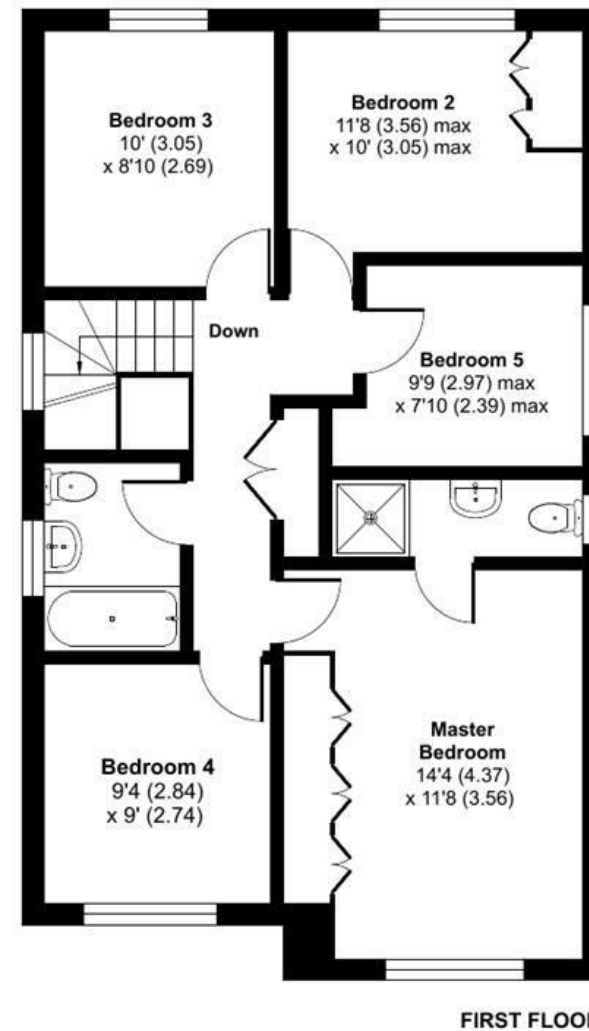 Bedroom 3
10' (3.05)
x 8'10 (2.69)
Bedroom 2
11'8 (3.56) max
x 10' (3.05) max
Down
Bedroom 5
9'9 (2.97) max
x 7'10 (2.39) max
Master
Bedroom
14'4 (4.37)
x 11'8 (3.56)
Bedroom 4
9'4 (2.84)
x 9' (2.74)
FIRST FLOO